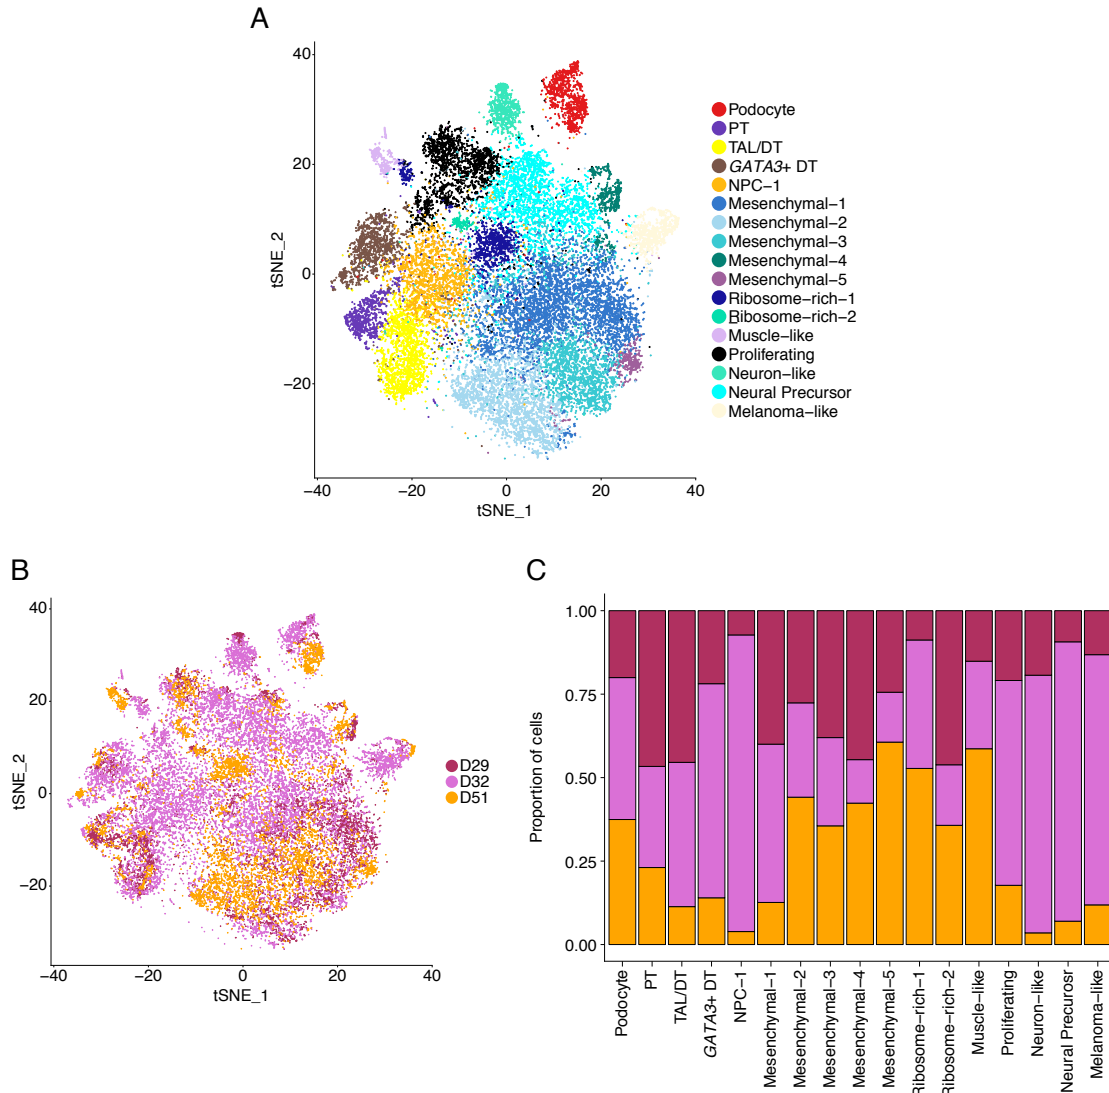 A
40
20
0
−20
−40
−20
0
20
40
tSNE_2
tSNE_1
Podocyte
PT
TAL/DT
GATA3+ DT
NPC−1
Mesenchymal−1
Mesenchymal−2
Mesenchymal−3
Mesenchymal−4
Mesenchymal−5
Ribosome−rich−1
Ribosome−rich−2
Muscle−like
Proliferating
Neuron−like
Neural Precursor
Melanoma−like
B
40
20
0
−20
−40
−20
0
20
40
tSNE_2
tSNE_1
D29
D32
D51
C
1.00
0.75
0.50
0.25
0.00
Proportion of cells
Podocyte
PT
TAL/DT
GATA3+ DT
NPC−1
Mesenchymal−1
Mesenchymal−2
Mesenchymal−3
Mesenchymal−4
Mesenchymal−5
Ribosome−rich−1
Ribosome−rich−2
Muscle−like
Proliferating
Neuron−like
Neural Precurosr
Melanoma−like